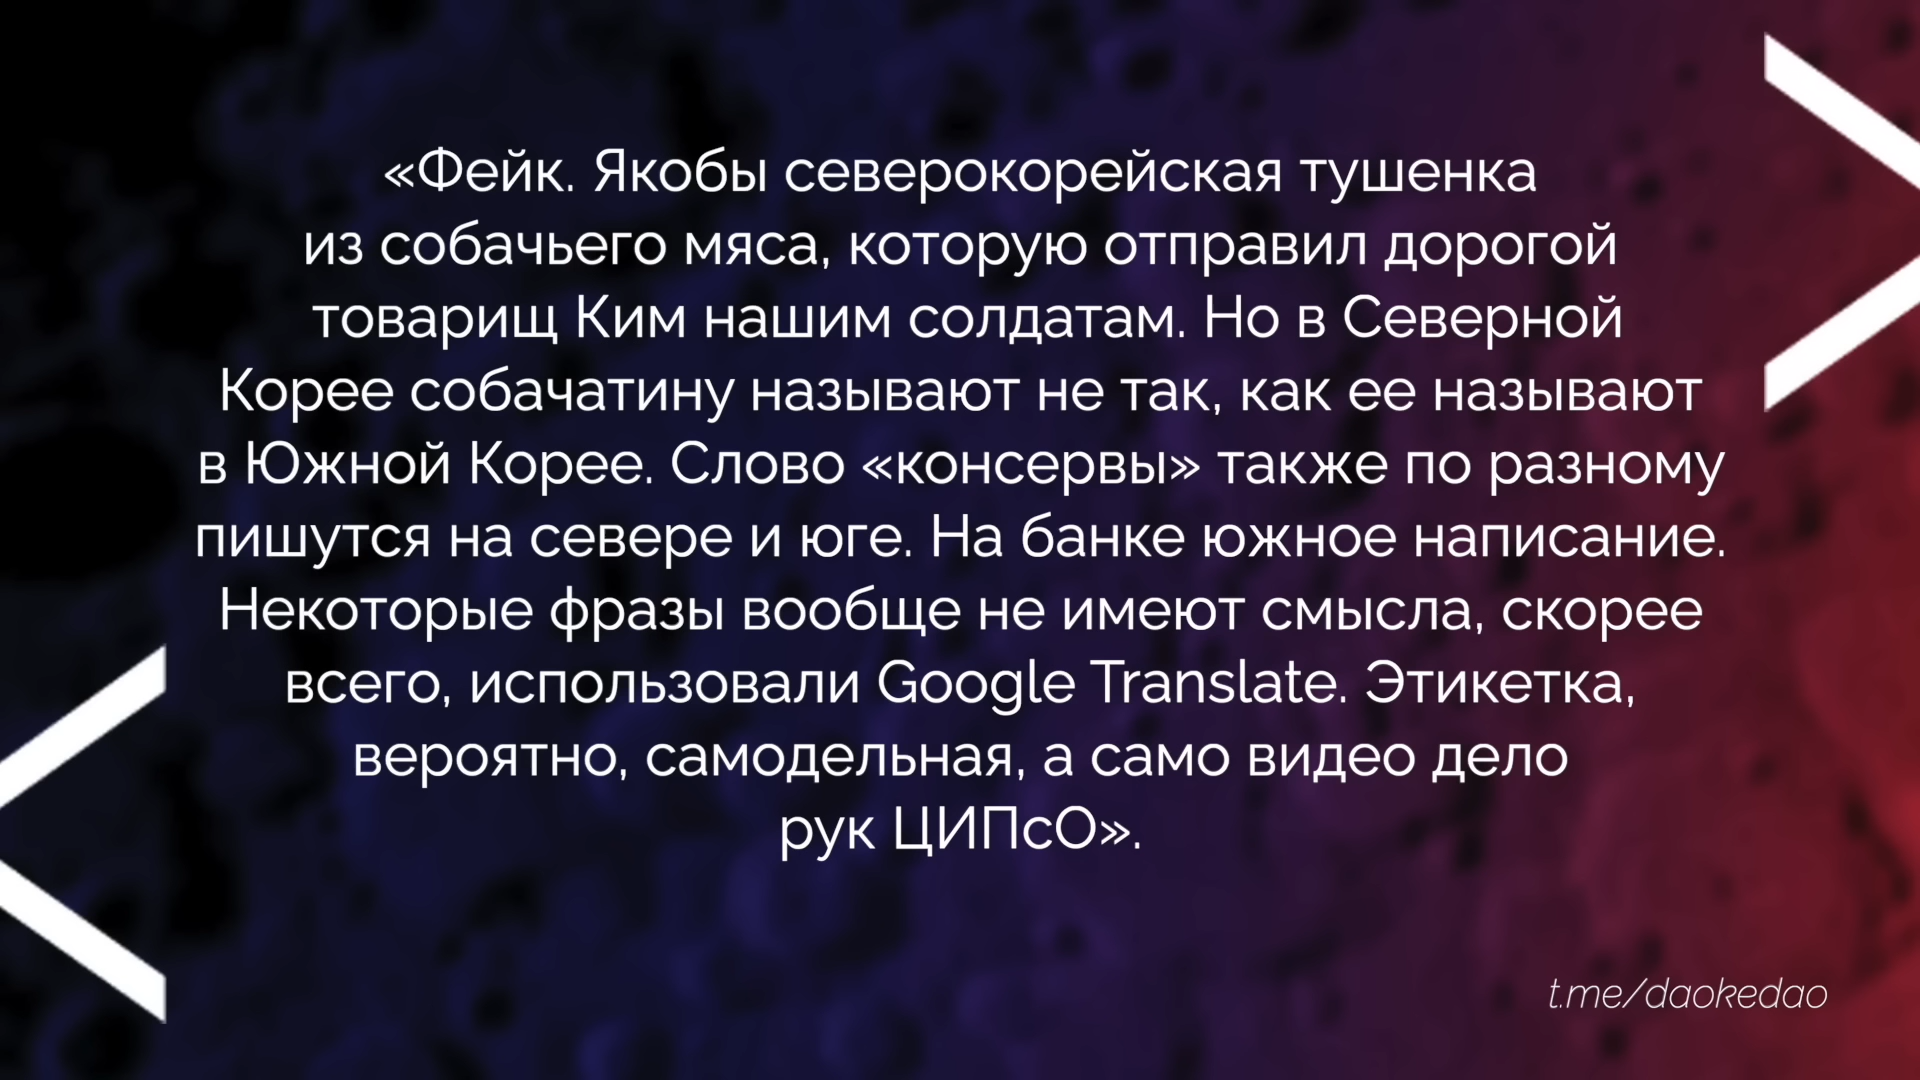 «Фейк. Якобы северокорейская тушенка
из собачьего мяса, которую отправил дорогой
товарищ Ким нашим солдатам. Но в Северной
Корее собачатину называют не так, как ее называют
в Южной Корее. Слово «консервы» также по разному
пишутся на севере и юге. На банке южное написание.
Некоторые фразы вообще не имеют смысла, скорее
всего, использовали Google Translate. Этикетка,
вероятно, самодельная, а само видео дело
рук ЦИПсО».
t.me/daokedao